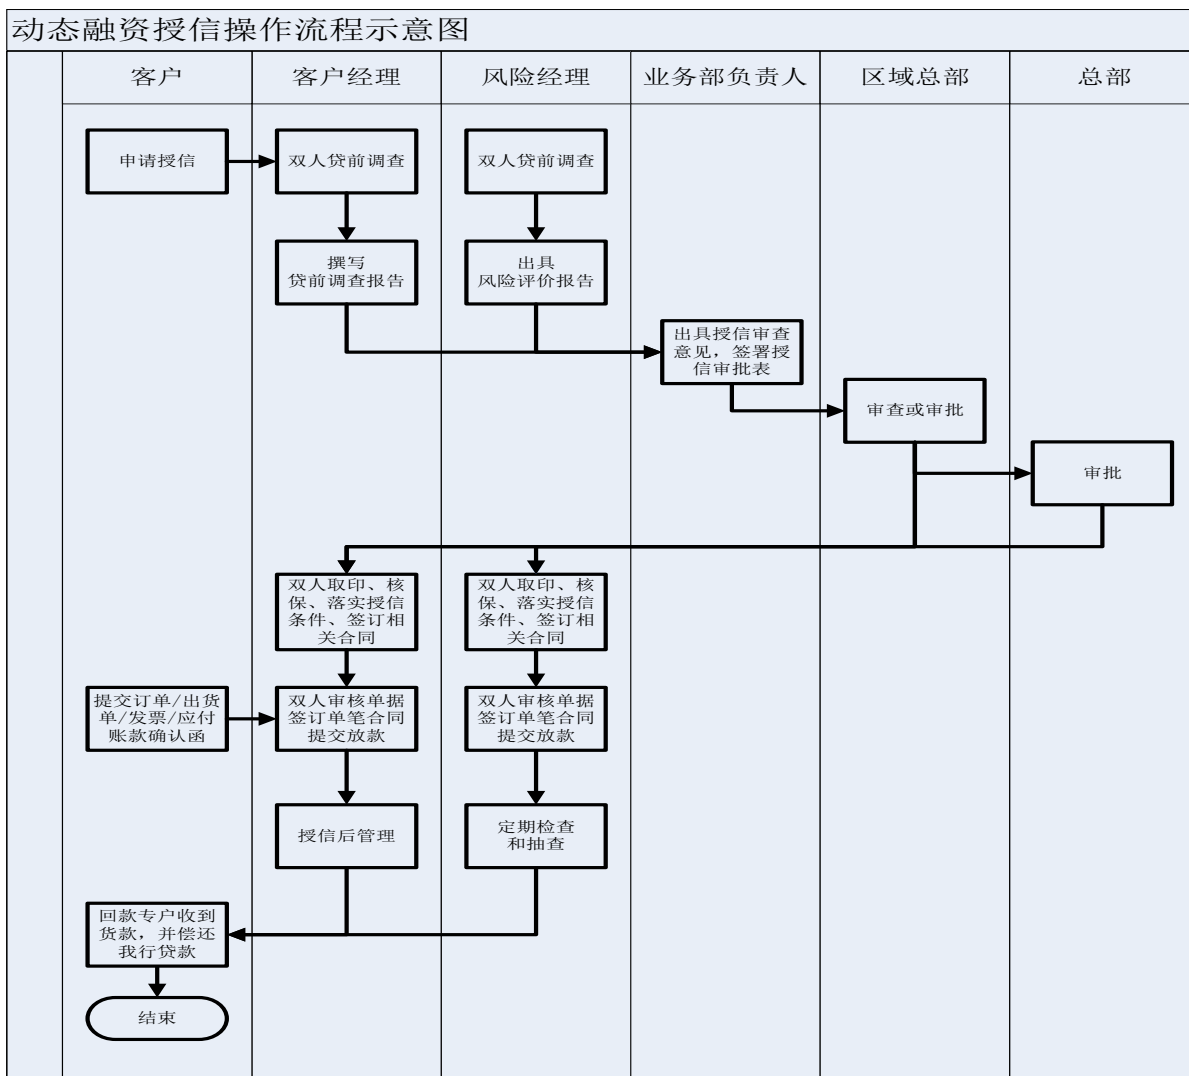 动态融资授信操作流程示意图
客户
客户经理
风险经理
业务部负责人
区域总部
总部
申请授信
双人贷前调查
双人贷前调查
撰写
贷前调查报告
出具
风险评价报告
出具授信审查
意见，签署授
信审批表
审查或审批
审批
双人取印、核
保、落实授信
条件、签订相
关合同
双人取印、核
保、落实授信
条件、签订相
关合同
提交订单/出货
单/发票/应付
账款确认函
双人审核单据
签订单笔合同
提交放款
双人审核单据
签订单笔合同
提交放款
授信后管理
定期检查
和抽查
回款专户收到
货款，并偿还
我行贷款
结束